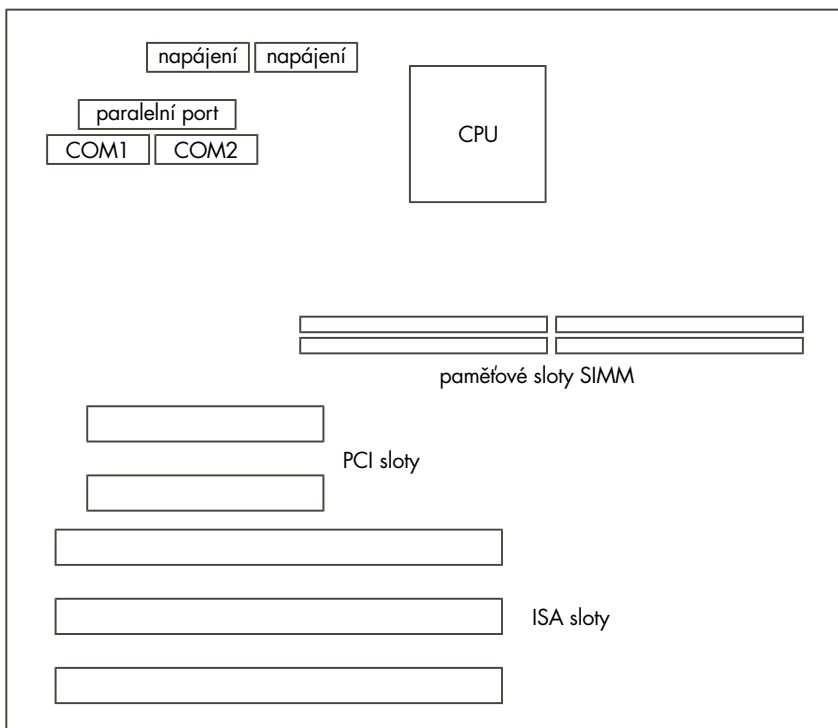 napájení napájení
paralelní port
CPU
COM1 COM2
paměťové sloty SIMM
PCI sloty
ISA sloty